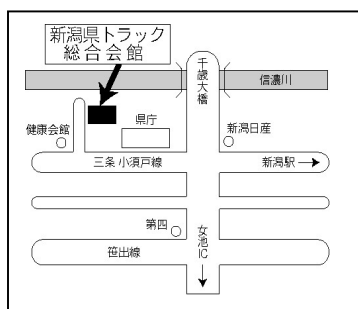 新潟県トラック
総合会館
千歳大橋
信濃川
県庁
健康会館
新潟日産
三条 小須戸線
新潟駅→
第四
女池IC
笹出線